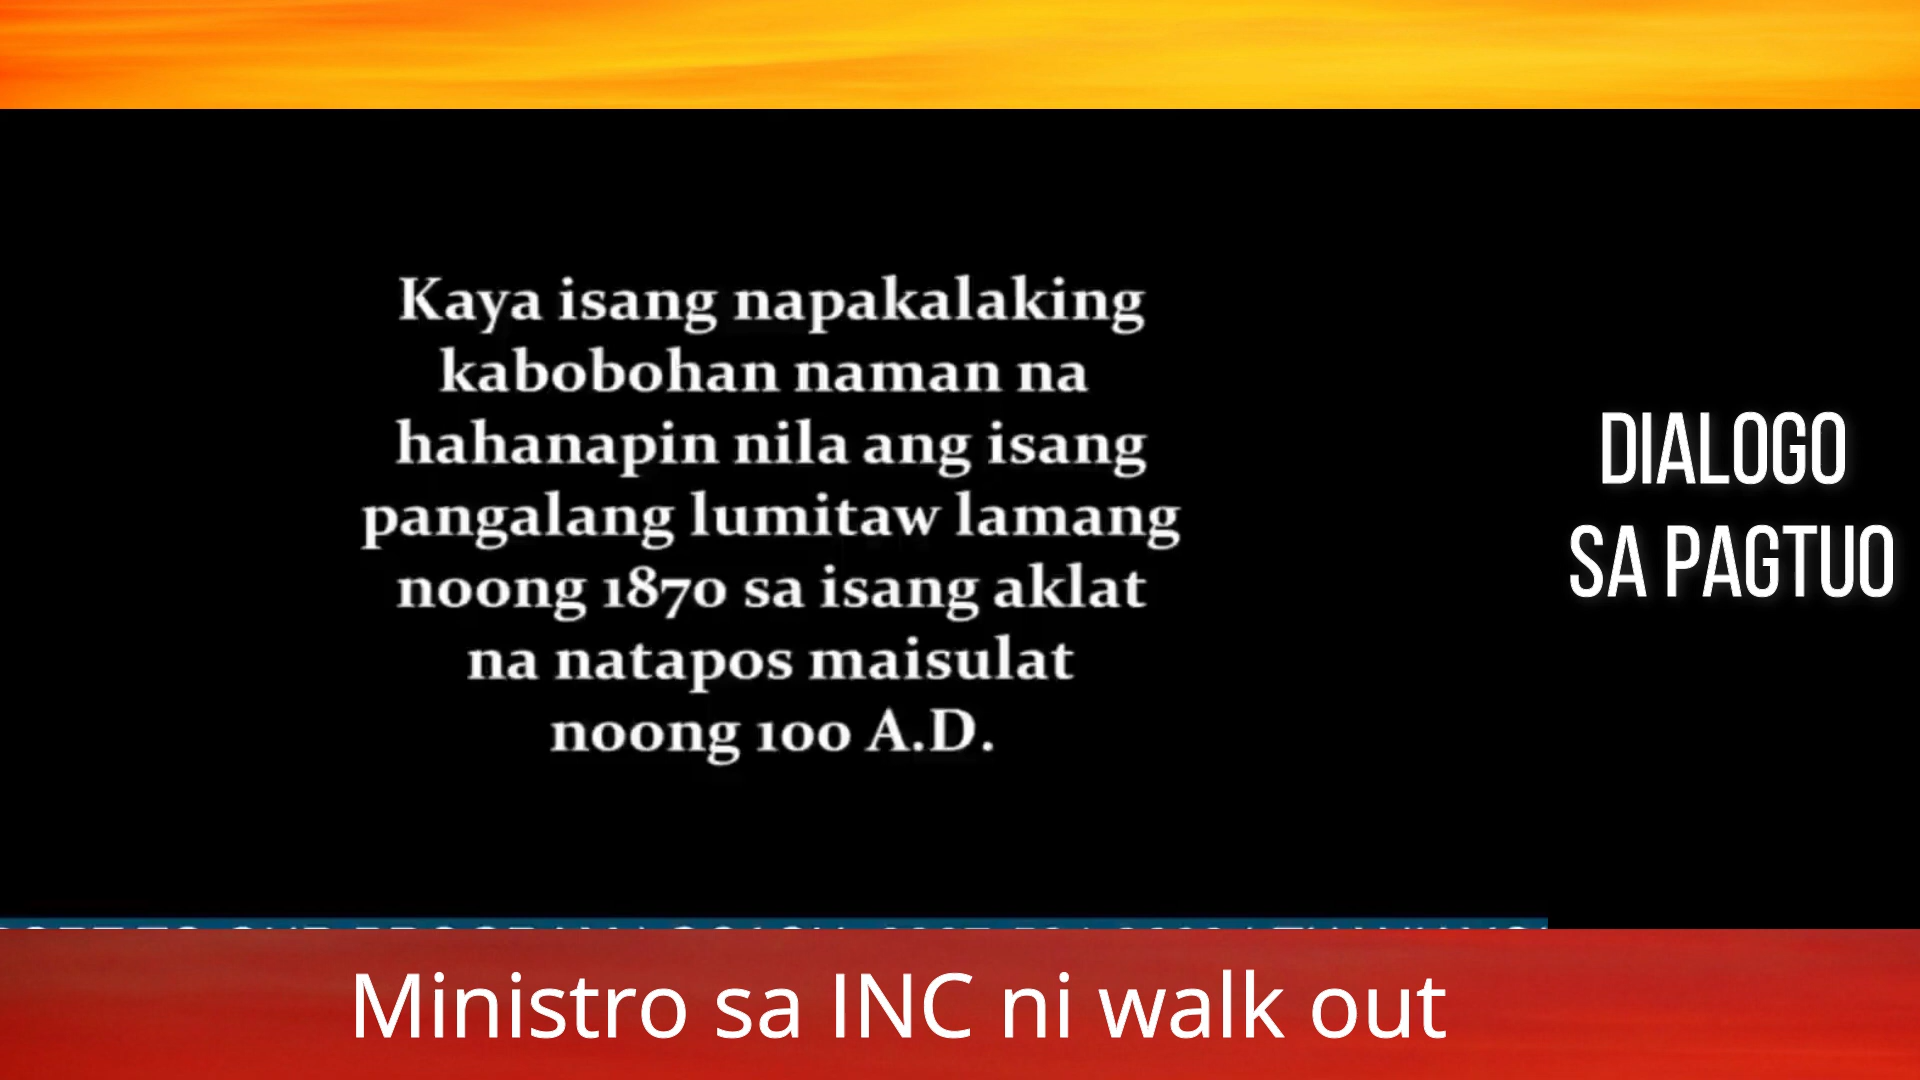 Kaya isang napakalaking
kabobohan naman na
hahanapin nila ang isang
pangalang lumitaw lamang
noong 1870 sa isang aklat
na natapos maisulat
noong 100 A.D.
DIALOGO
SA PAGTUO
Ministro sa INC ni walk out